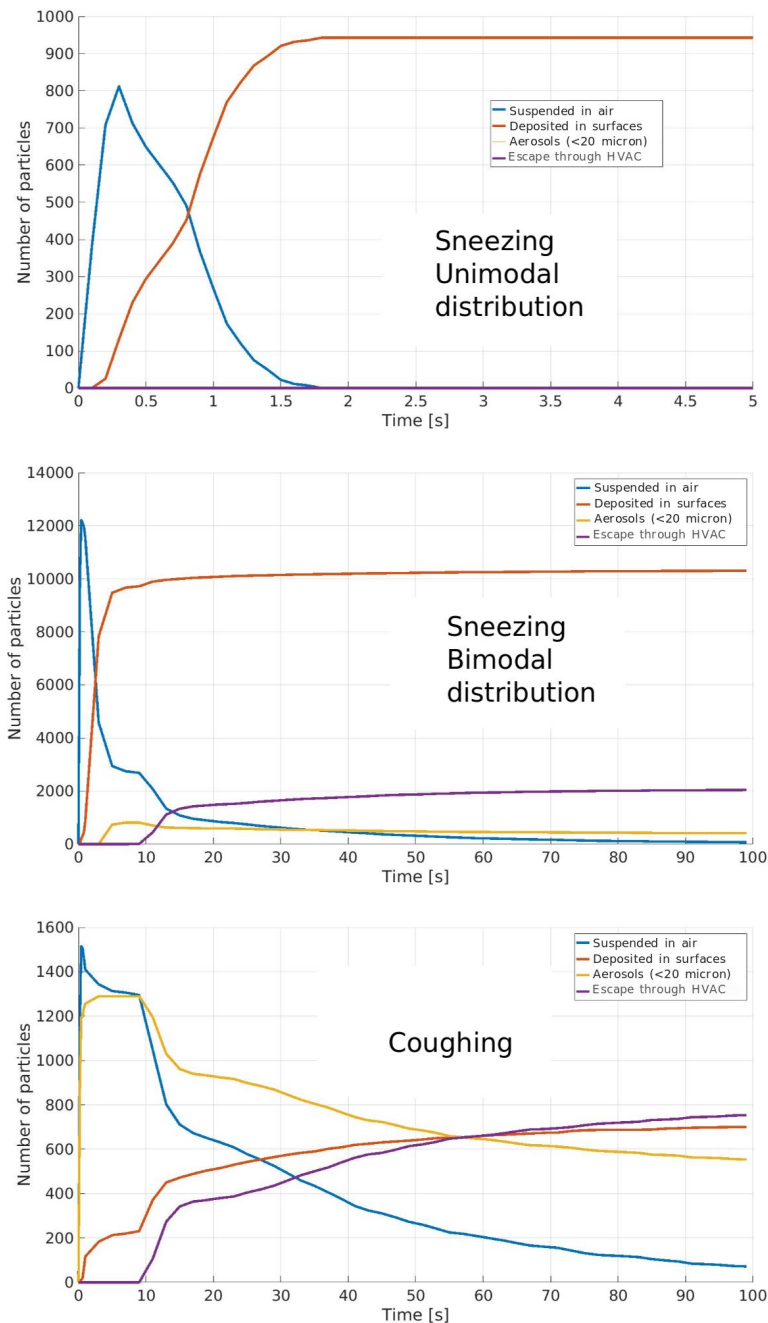 1000
900
800
700
600
500
400
300
200
100
0
Number of particles
Suspended in air
Deposited in surfaces
Aerosols (<20 micron)
Escape through HVAC
Sneezing
Unimodal
distribution
0 0.5 1 1.5 2 2.5 3 3.5 4 4.5 5
Time [s]
14000
12000
10000
8000
6000
4000
2000
0
Number of particles
Suspended in air
Deposited in surfaces
Aerosols (<20 micron)
Escape through HVAC
Sneezing
Bimodal
distribution
0 10 20 30 40 50 60 70 80 90 100
Time [s]
1600
1400
1200
1000
800
600
400
200
0
Number of particles
Suspended in air
Deposited in surfaces
Aerosols (<20 micron)
Escape through HVAC
Coughing
0 10 20 30 40 50 60 70 80 90 100
Time [s]